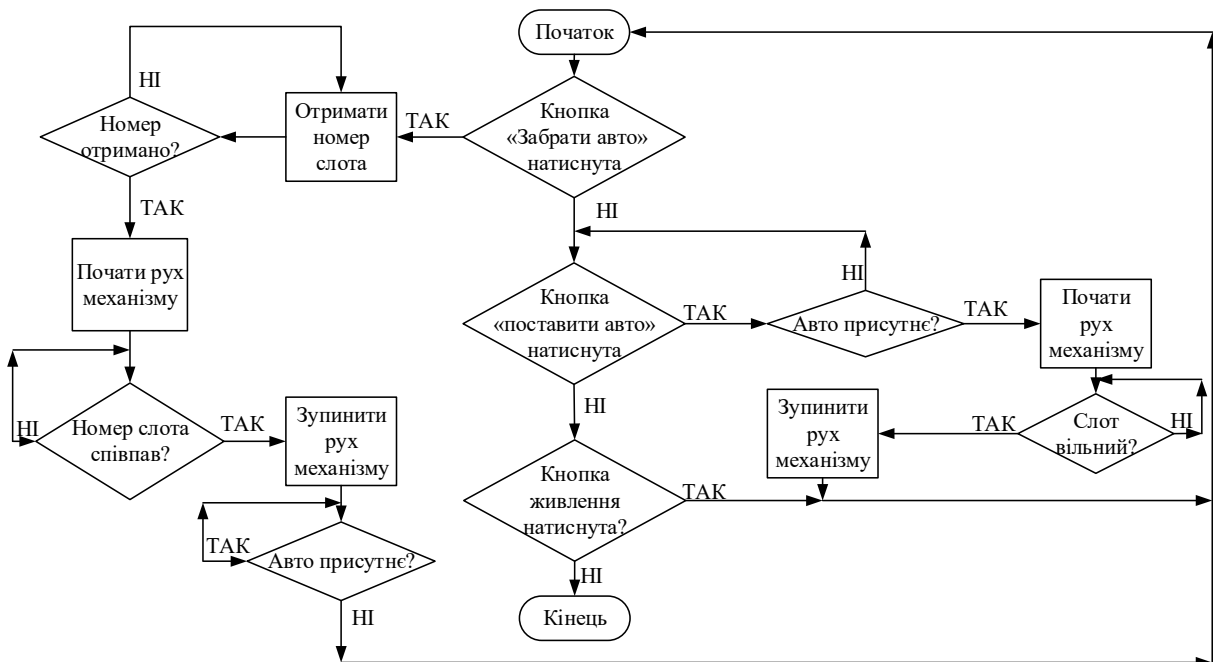 Початок
НІ
Кнопка
«Забрати авто»
натиснута
ТАК
Отримати
номер
слота
Номер
отримано?
ТАК
Почати рух
механізму
НІ
Номер слота
співпав?
ТАК
Зупинити
рух
механізму
ТАК
Авто присутнє?
НІ
НІ
Кнопка
«поставити авто»
натиснута
ТАК
НІ
Авто присутнє?
ТАК
Почати
рух
механізму
Слот
вільний?
НІ
ТАК
Зупинити
рух
механізму
НІ
Кнопка
живлення
натиснута?
ТАК
НІ
Кінець